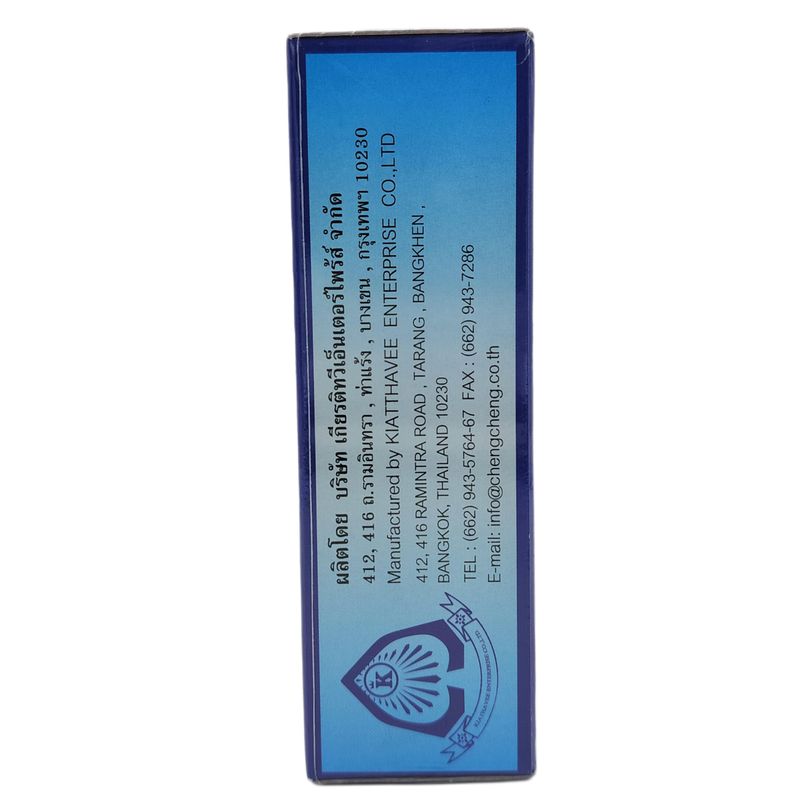 ผลิตโดย บริษัท เกียรติทวีเอ็นเตอร์ไพร้ส์ จำกัด
412, 416 ถ.รามอินทรา , ท่าแร้ง , บางเขน , กรุงเทพฯ 10230
Manufactured by KIATTHAVEE ENTERPRISE CO.,LTD
412, 416 RAMINTRA ROAD , TARANG , BANGKHEN ,
BANGKOK, THAILAND 10230
TEL : (662) 943-5764-67 FAX : (662) 943-7286
E-mail: info@chengcheng.co.th
K
KIATTHAVEE ENTERPRISE CO.,LTD